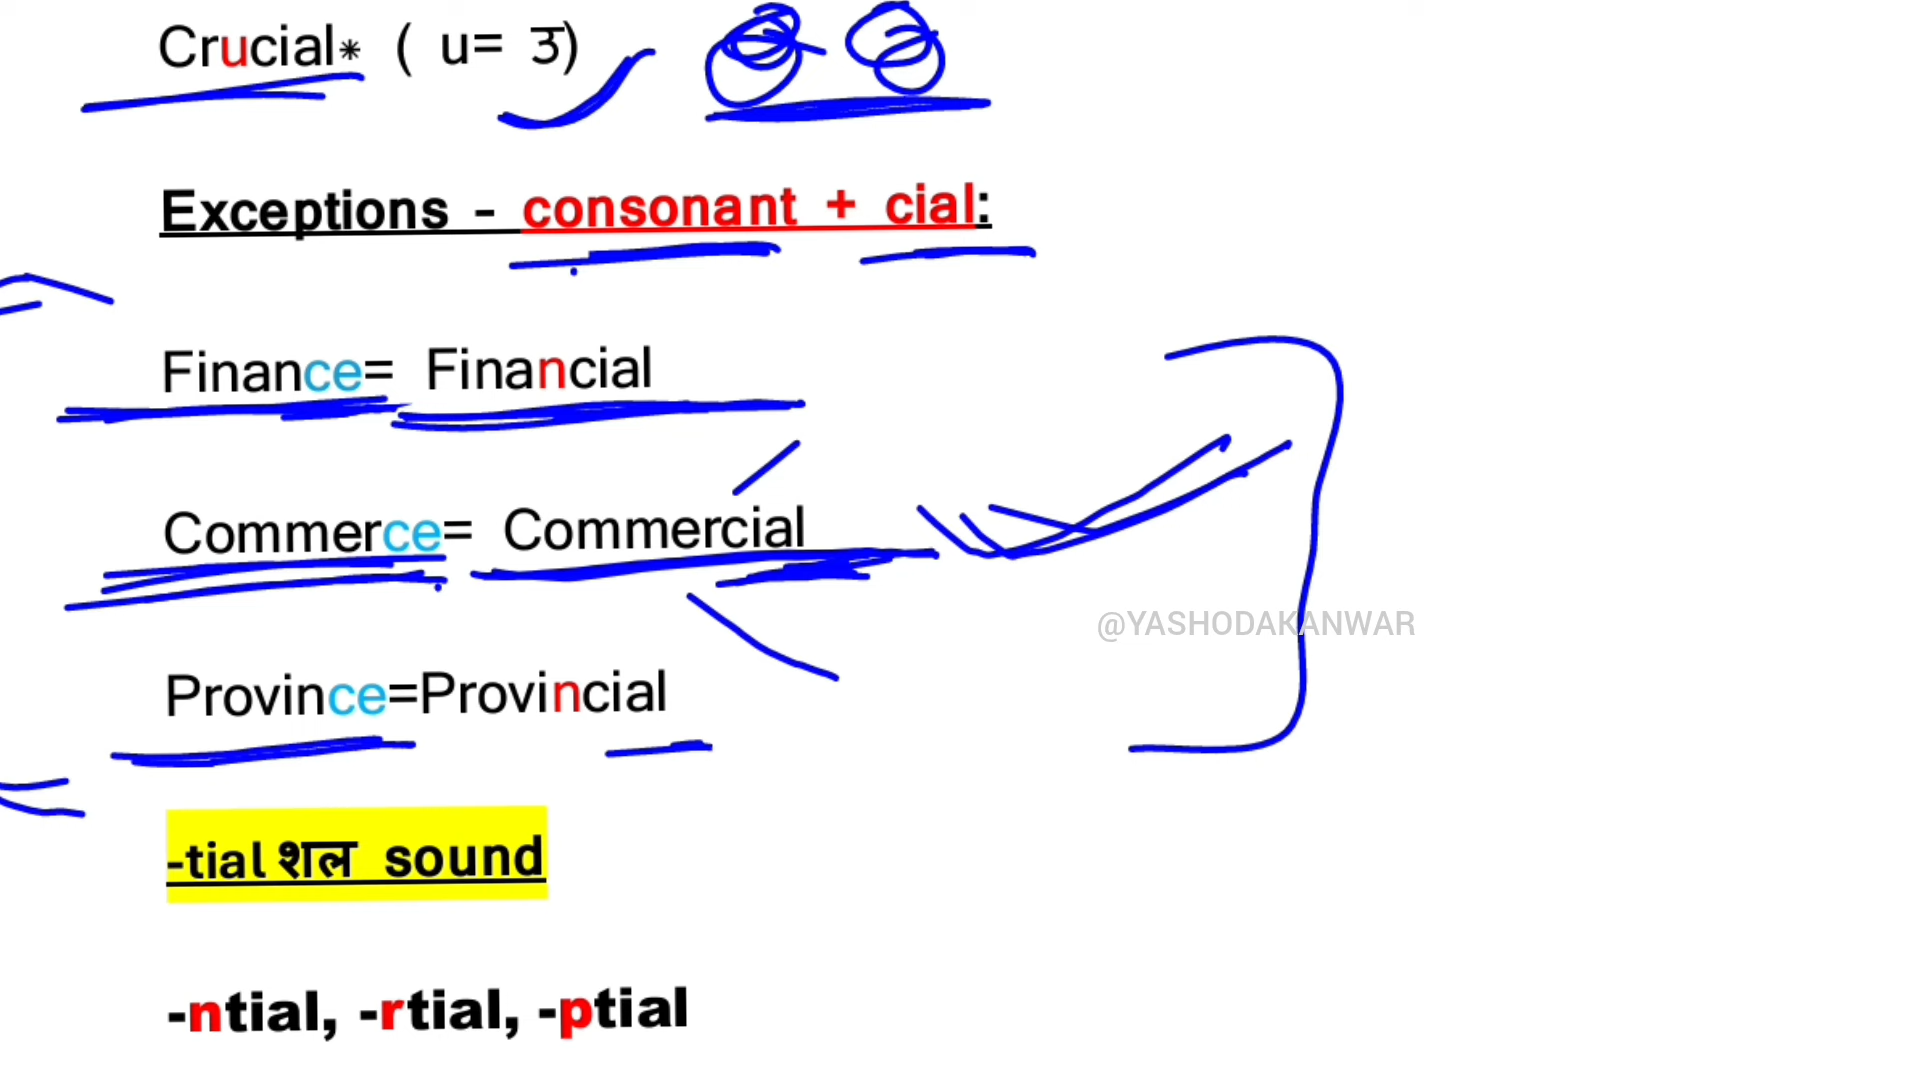 Crucial* ( u= उ)
Exceptions - consonant + cial:
Finance= Financial
Commerce= Commercial
@YASHODAKANWAR
Province=Provincial
-tial शल sound
-ntial, -rtial, -ptial